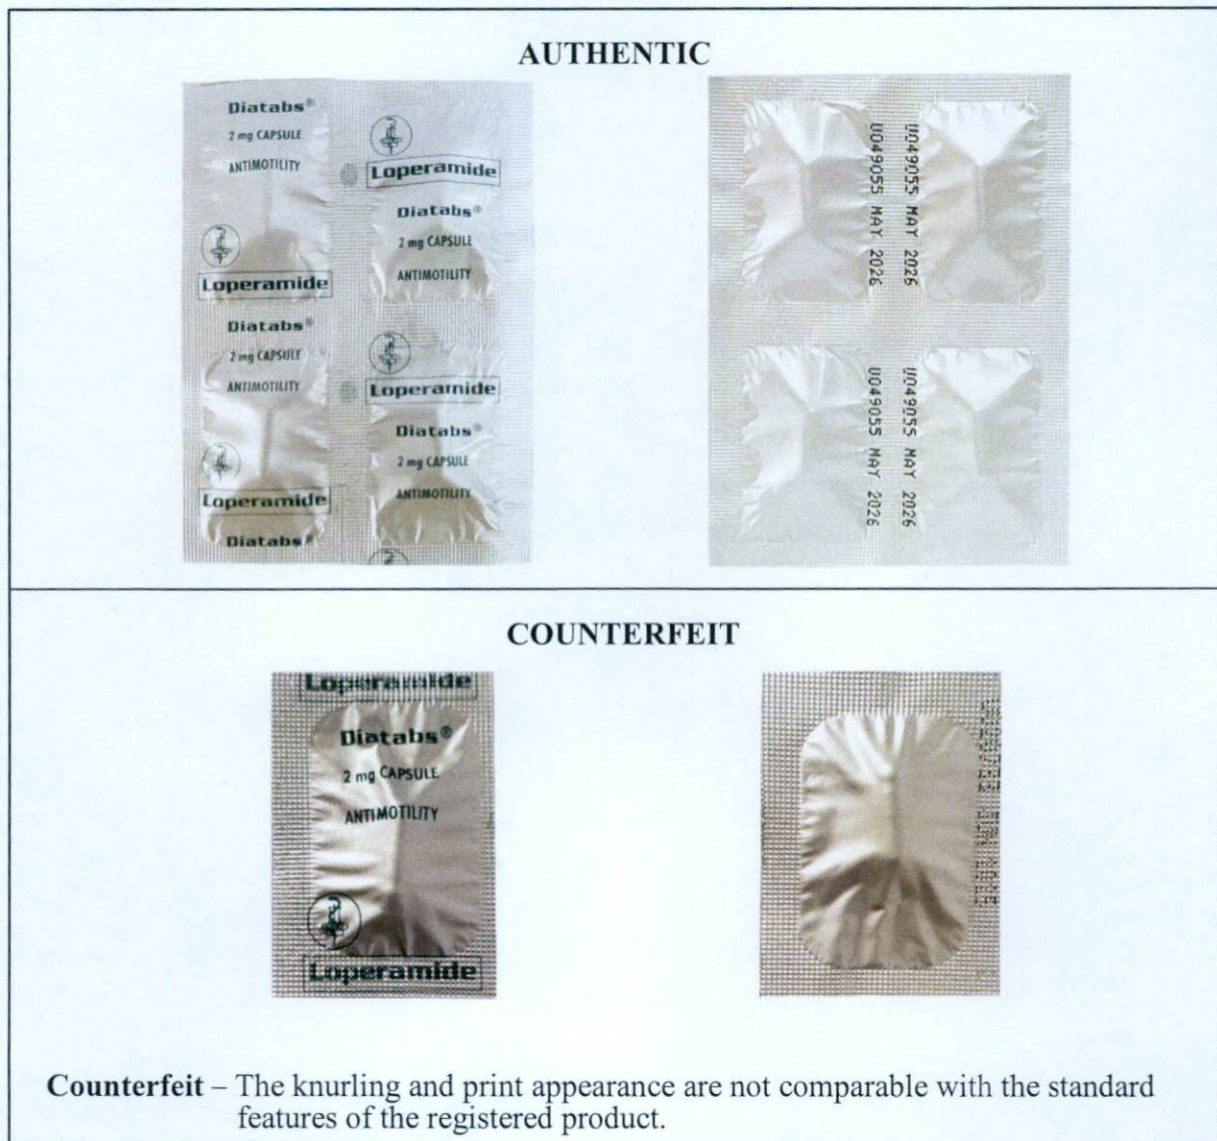 AUTHENTIC
Diatabs®
2 mg CAPSULE
ANTIMOTILITY
Loperamide
Diatabs®
2 mg CAPSULE
ANTIMOTILITY
Loperamide
Diatabs®
Loperamide
Diatabs®
2 mg CAPSULE
ANTIMOTILITY
Loperamide
Diatabs®
2 mg CAPSULE
ANTIMOTILITY
U049055 MAY 2026
U049055 MAY 2026
U049055 MAY 2026
U049055 MAY 2026
COUNTERFEIT
Loperamide
Diatabs®
2 mg CAPSULE
ANTIMOTILITY
Loperamide
Counterfeit – The knurling and print appearance are not comparable with the standard
features of the registered product.